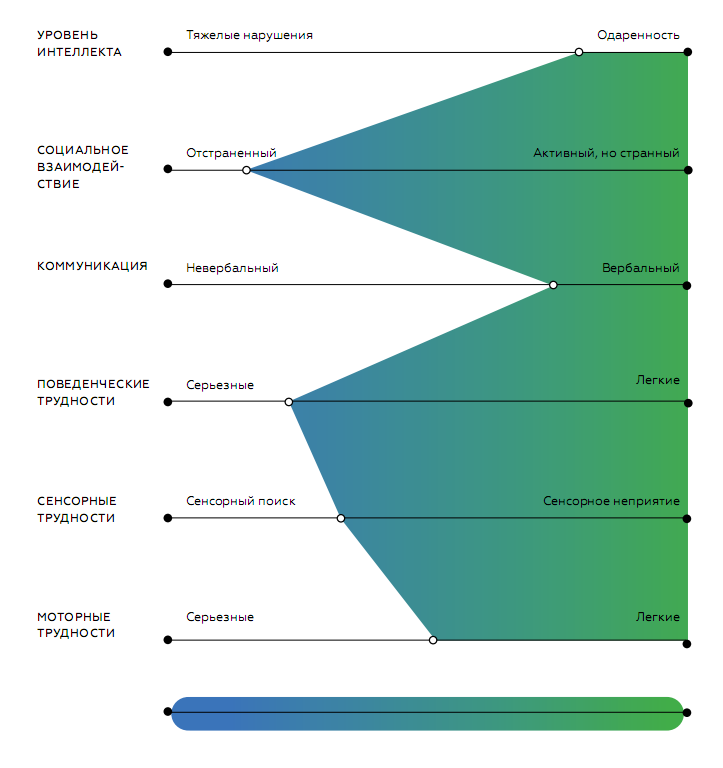 УРОВЕНЬ
ИНТЕЛЛЕКТА
Тяжелые нарушения
Одаренность
СОЦИАЛЬНОЕ
ВЗАИМОДЕЙ-
СТВИЕ
Отстраненный
Активный, но странный
КОММУНИКАЦИЯ
Невербальный
Вербальный
ПОВЕДЕНЧЕСКИЕ
ТРУДНОСТИ
Серьезные
Легкие
СЕНСОРНЫЕ
ТРУДНОСТИ
Сенсорный поиск
Сенсорное неприятие
МОТОРНЫЕ
ТРУДНОСТИ
Серьезные
Легкие